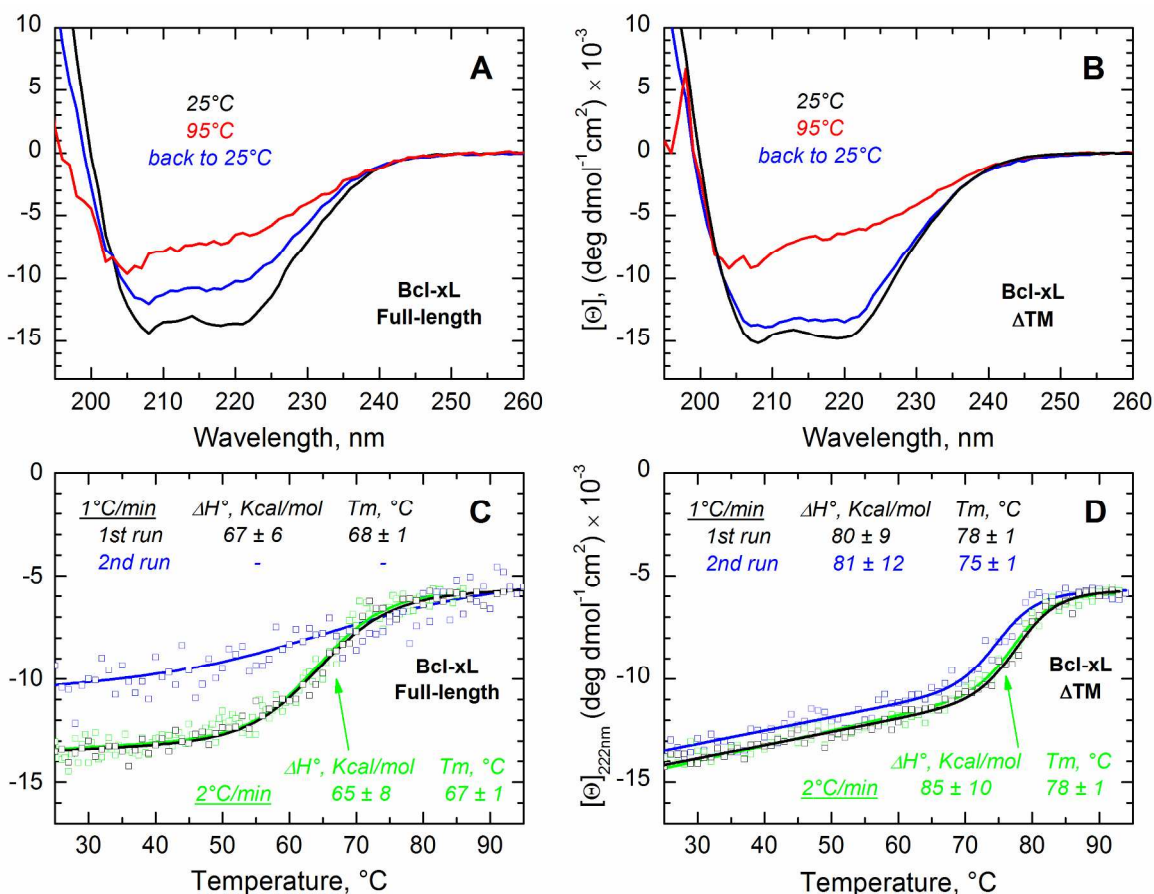 A
25°C
95°C
back to 25°C
Bcl-xL
Full-length
10
5
0
-5
-10
-15
200 210 220 230 240 250 260
Wavelength, nm
B
25°C
95°C
back to 25°C
Bcl-xL
ΔTM
[Θ], (deg dmol⁻¹cm²) × 10⁻³
10
5
0
-5
-10
-15
200 210 220 230 240 250 260
Wavelength, nm
C
1°C/min ΔH°, Kcal/mol Tm, °C
1st run 67 ± 6 68 ± 1
2nd run - -
Bcl-xL
Full-length
ΔH°, Kcal/mol Tm, °C
2°C/min 65 ± 8 67 ± 1
0
-5
-10
-15
30 40 50 60 70 80 90
Temperature, °C
D
1°C/min ΔH°, Kcal/mol Tm, °C
1st run 80 ± 9 78 ± 1
2nd run 81 ± 12 75 ± 1
Bcl-xL
ΔTM
ΔH°, Kcal/mol Tm, °C
2°C/min 85 ± 10 78 ± 1
[Θ]222nm (deg dmol⁻¹cm²) × 10⁻³
0
-5
-10
-15
30 40 50 60 70 80 90
Temperature, °C